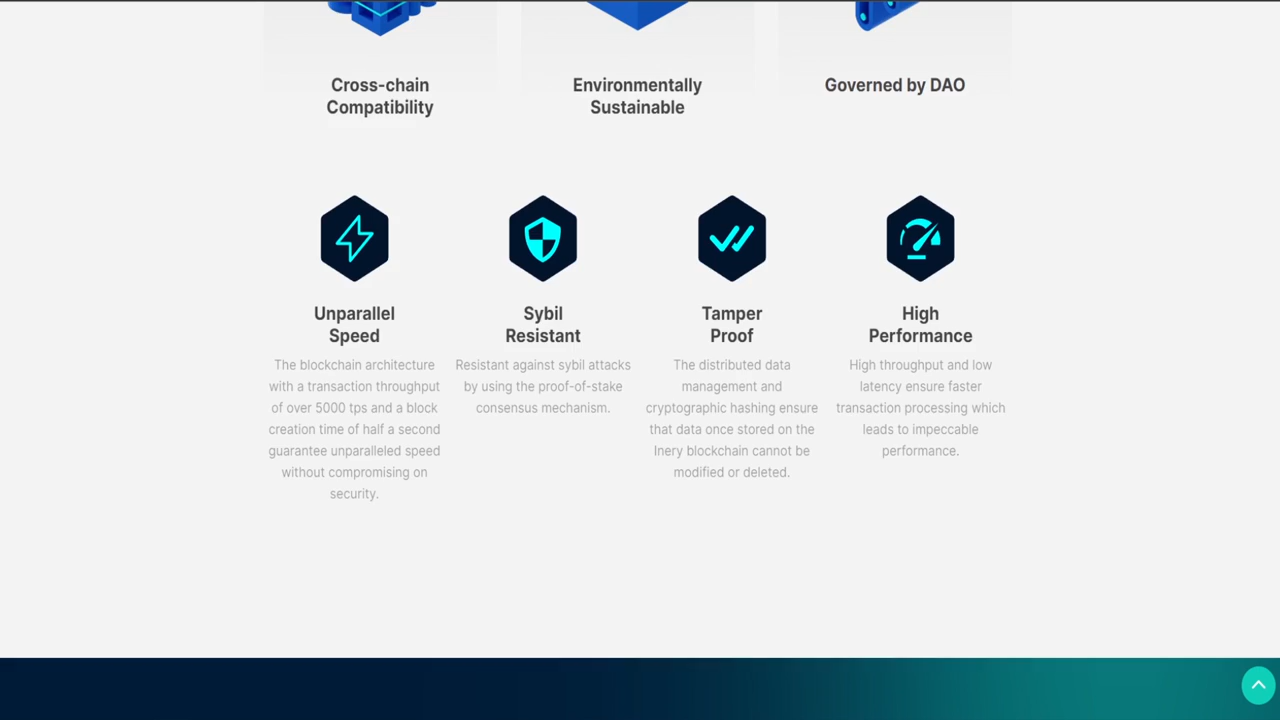 Cross-chain
Compatibility
Environmentally
Sustainable
Governed by DAO
Unparallel
Speed
The blockchain architecture
with a transaction throughput
of over 5000 tps and a block
creation time of half a second
guarantee unparalleled speed
without compromising on
security.
Sybil
Resistant
Resistant against sybil attacks
by using the proof-of-stake
consensus mechanism.
Tamper
Proof
The distributed data
management and
cryptographic hashing ensure
that data once stored on the
Inery blockchain cannot be
modified or deleted.
High
Performance
High throughput and low
latency ensure faster
transaction processing which
leads to impeccable
performance.